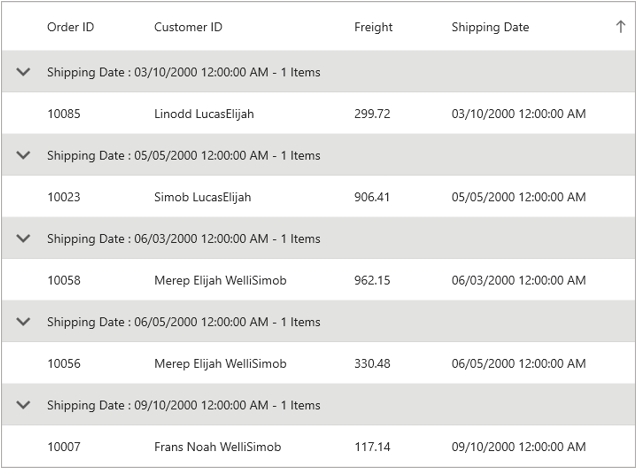 Order ID Customer ID Freight Shipping Date
Shipping Date : 03/10/2000 12:00:00 AM - 1 Items
10085 Linodd LucasElijah 299.72 03/10/2000 12:00:00 AM
Shipping Date : 05/05/2000 12:00:00 AM - 1 Items
10023 Simob LucasElijah 906.41 05/05/2000 12:00:00 AM
Shipping Date : 06/03/2000 12:00:00 AM - 1 Items
10058 Merep Elijah WelliSimob 962.15 06/03/2000 12:00:00 AM
Shipping Date : 06/05/2000 12:00:00 AM - 1 Items
10056 Merep Elijah WelliSimob 330.48 06/05/2000 12:00:00 AM
Shipping Date : 09/10/2000 12:00:00 AM - 1 Items
10007 Frans Noah WelliSimob 117.14 09/10/2000 12:00:00 AM